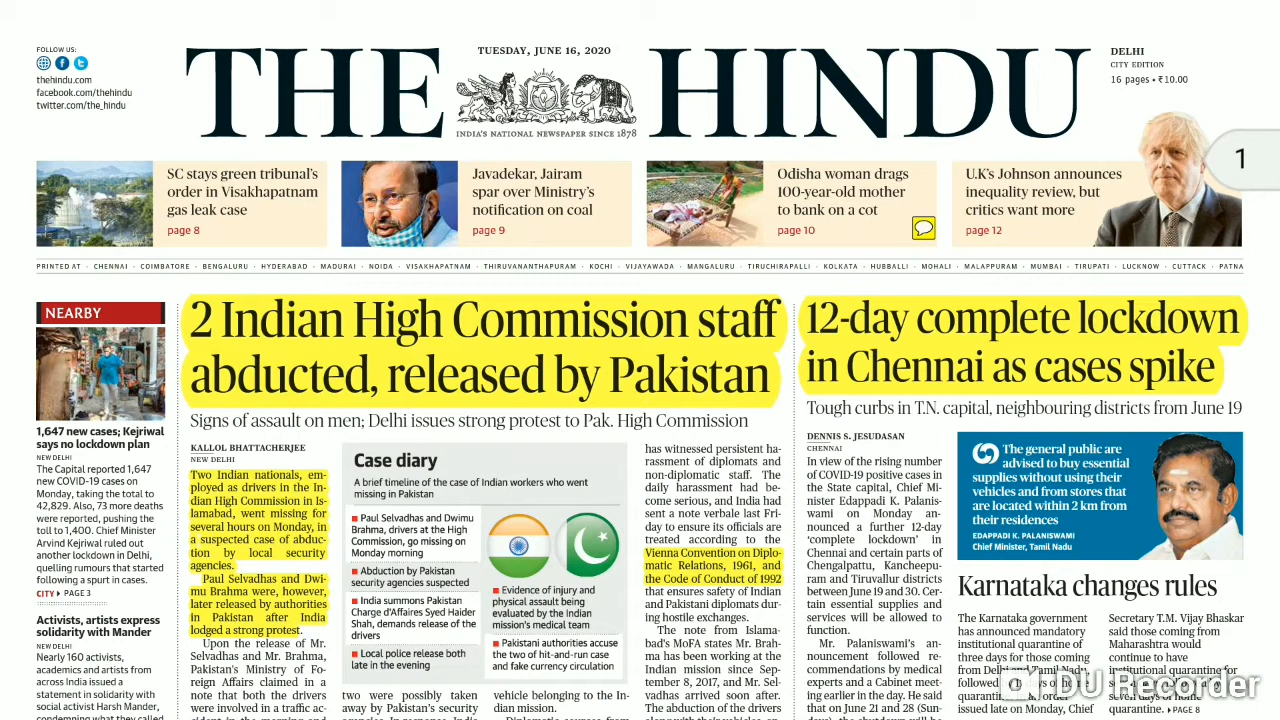 FOLLOW US:
thehindu.com
facebook.com/thehindu
twitter.com/the_hindu
THE HINDU
TUESDAY, JUNE 16, 2020
INDIA'S NATIONAL NEWSPAPER SINCE 1878
DELHI
CITY EDITION
16 pages • ₹10.00
1
SC stays green tribunal's
order in Visakhapatnam
gas leak case
page 8
Javadekar, Jairam
spar over Ministry's
notification on coal
page 9
Odisha woman drags
100-year-old mother
to bank on a cot
page 10
U.K's Johnson announces
inequality review, but
critics want more
page 12
PRINTED AT · CHENNAI · COIMBATORE · BENGALURU · HYDERABAD · MADURAI · NOIDA · VISAKHAPATNAM · THIRUVANANTHAPURAM · KOCHI · VIJAYAWADA · MANGALURU · TIRUCHIRAPALLI · KOLKATA · HUBBALLI · MOHALI · MALAPPURAM · MUMBAI · TIRUPATI · LUCKNOW · CUTTACK · PATNA
NEARBY
1,647 new cases; Kejriwal
says no lockdown plan
NEW DELHI
The Capital reported 1,647
new COVID-19 cases on
Monday, taking the total to
42,829. Also, 73 more deaths
were reported, pushing the
toll to 1,400. Chief Minister
Arvind Kejriwal ruled out
another lockdown in Delhi,
quelling rumours that started
following a spurt in cases.
CITY ▸ PAGE 3
Activists, artists express
solidarity with Mander
NEW DELHI
Nearly 160 activists,
academics and artists from
across India issued a
statement in solidarity with
social activist Harsh Mander,
condemning what they called
2 Indian High Commission staff
abducted, released by Pakistan
Signs of assault on men; Delhi issues strong protest to Pak. High Commission
KALLOL BHATTACHERJEE
NEW DELHI
Two Indian nationals, em-
ployed as drivers in the In-
dian High Commission in Is-
lamabad, went missing for
several hours on Monday, in
a suspected case of abduc-
tion by local security
agencies.
Paul Selvadhas and Dwi-
mu Brahma were, however,
later released by authorities
in Pakistan after India
lodged a strong protest.
Upon the release of Mr.
Selvadhas and Mr. Brahma,
Pakistan's Ministry of Fo-
reign Affairs claimed in a
note that both the drivers
were involved in a traffic ac-
Case diary
A brief timeline of the case of Indian workers who went
missing in Pakistan
■ Paul Selvadhas and Dwimu
Brahma, drivers at the High
Commission, go missing on
Monday morning
■ Abduction by Pakistan
security agencies suspected
■ India summons Pakistan
Charge d'Affaires Syed Haider
Shah, demands release of the
drivers
■ Local police release both
late in the evening
■ Evidence of injury and
physical assault being
evaluated by the Indian
mission's medical team
■ Pakistani authorities accuse
the two of hit-and-run case
and fake currency circulation
two were possibly taken
away by Pakistan's security
vehicle belonging to the In-
dian mission.
has witnessed persistent ha-
rassment of diplomats and
non-diplomatic staff. The
daily harassment had be-
come serious, and India had
sent a note verbale last Fri-
day to ensure its officials are
treated according to the
Vienna Convention on Diplo-
matic Relations, 1961, and
the Code of Conduct of 1992
that ensures safety of Indian
and Pakistani diplomats dur-
ing hostile exchanges.
The note from Islama-
bad's MoFA states Mr. Brah-
ma has been working at the
Indian mission since Sep-
tember 8, 2017, and Mr. Sel-
vadhas arrived soon after.
The abduction of the drivers
12-day complete lockdown
in Chennai as cases spike
Tough curbs in T.N. capital, neighbouring districts from June 19
DENNIS S. JESUDASAN
CHENNAI
In view of the rising number
of COVID-19 positive cases in
the State capital, Chief Mi-
nister Edappadi K. Palanis-
wami on Monday an-
nounced a further 12-day
'complete lockdown' in
Chennai and certain parts of
Chengalpattu, Kancheepu-
ram and Tiruvallur districts
between June 19 and 30. Cer-
tain essential supplies and
services will be allowed to
function.
Mr. Palaniswami's an-
nouncement followed re-
commendations by medical
experts and a Cabinet meet-
ing earlier in the day. He said
that on June 21 and 28 (Sun-
The general public are
advised to buy essential
supplies without using their
vehicles and from stores that
are located within 2 km from
their residences
EDAPPADI K. PALANISWAMI
Chief Minister, Tamil Nadu
Karnataka changes rules
The Karnataka government
has announced mandatory
institutional quarantine of
three days for those coming
from Delhi and Tamil Nadu,
followed
quarantin order
issued late on Monday, Chief
Secretary T.M. Vijay Bhaskar
said those coming from
Maharashtra would
continue to have
institutional quarantine for
seven days of home
quarantine. ▸ PAGE 8
DU Recorder